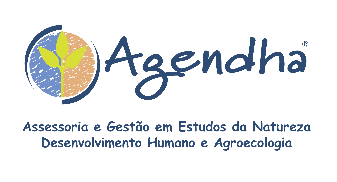 Agendha®
Assessoria e Gestão em Estudos da Natureza
Desenvolvimento Humano e Agroecologia